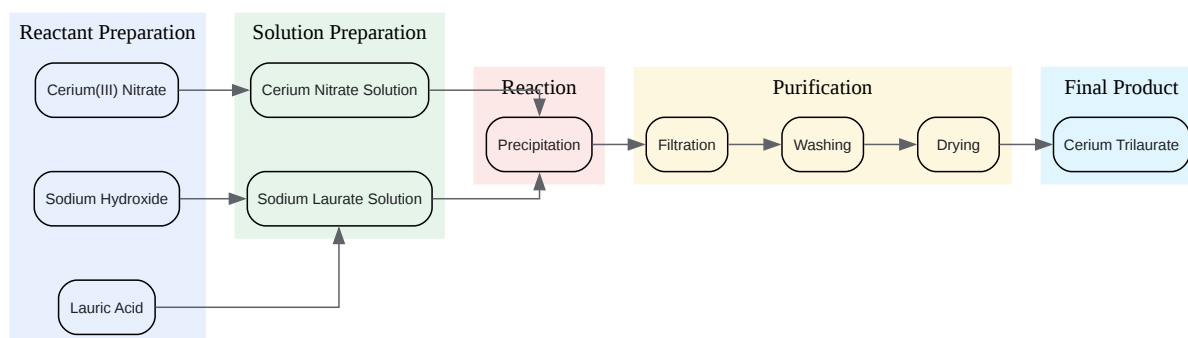 Reactant Preparation
Solution Preparation
Cerium(III) Nitrate
Cerium Nitrate Solution
Reaction
Purification
Final Product
Precipitation
Filtration
Washing
Drying
Cerium Trilaurate
Sodium Hydroxide
Sodium Laurate Solution
Lauric Acid